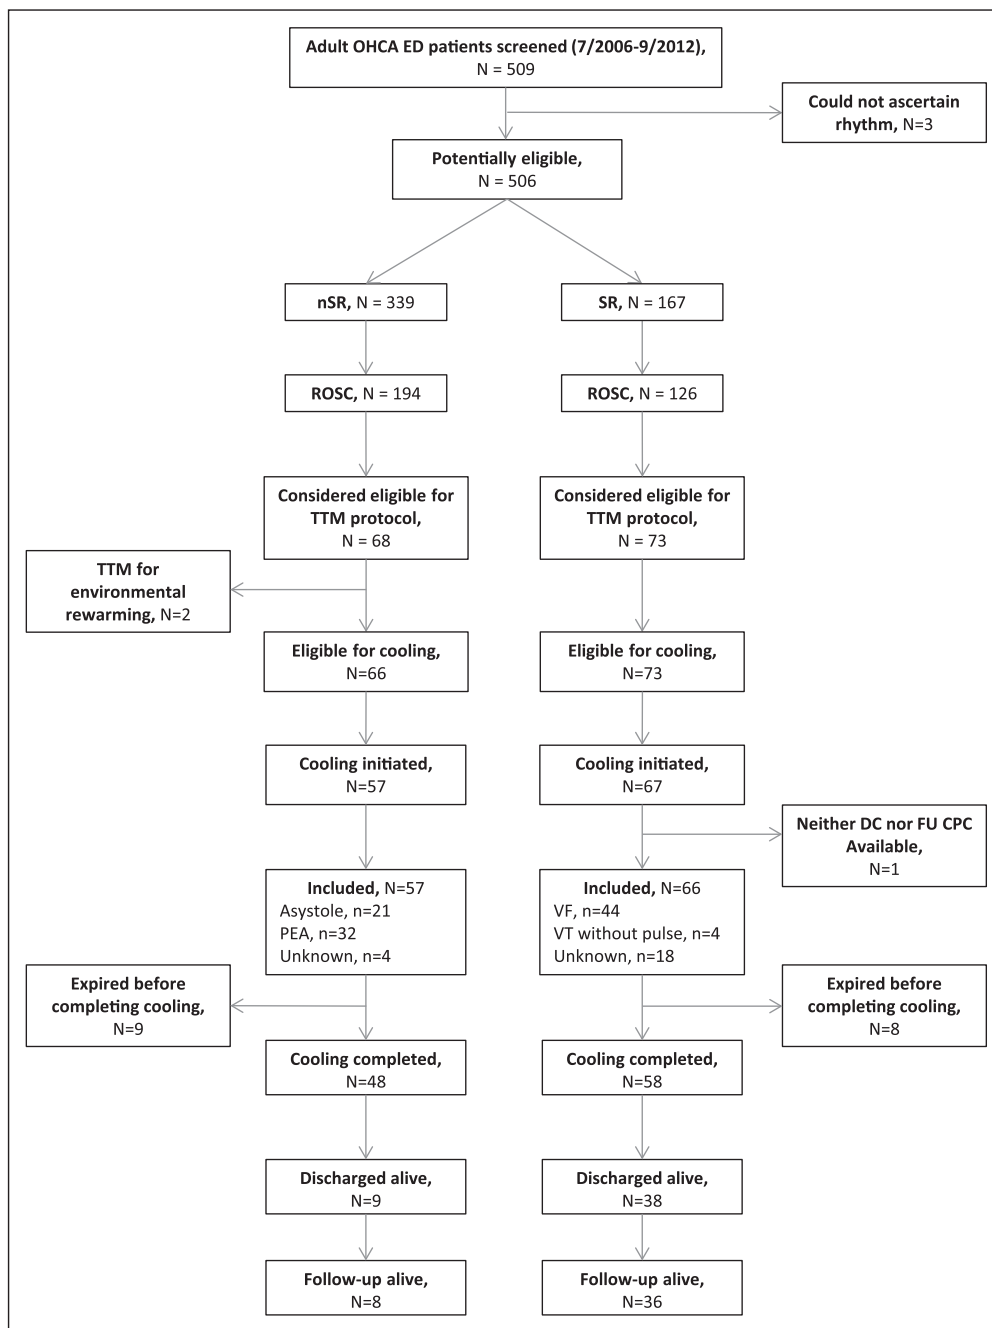 Adult OHCA ED patients screened (7/2006-9/2012),
N = 509
Could not ascertain
rhythm, N=3
Potentially eligible,
N = 506
nSR, N = 339
SR, N = 167
ROSC, N = 194
ROSC, N = 126
Considered eligible for
TTM protocol,
N = 68
Considered eligible for
TTM protocol,
N = 73
TTM for
environmental
rewarming, N=2
Eligible for cooling,
N=66
Eligible for cooling,
N=73
Cooling initiated,
N=57
Cooling initiated,
N=67
Neither DC nor FU CPC
Available,
N=1
Included, N=57
Asystole, n=21
PEA, n=32
Unknown, n=4
Included, N=66
VF, n=44
VT without pulse, n=4
Unknown, n=18
Expired before
completing cooling,
N=9
Expired before
completing cooling,
N=8
Cooling completed,
N=48
Cooling completed,
N=58
Discharged alive,
N=9
Discharged alive,
N=38
Follow-up alive,
N=8
Follow-up alive,
N=36